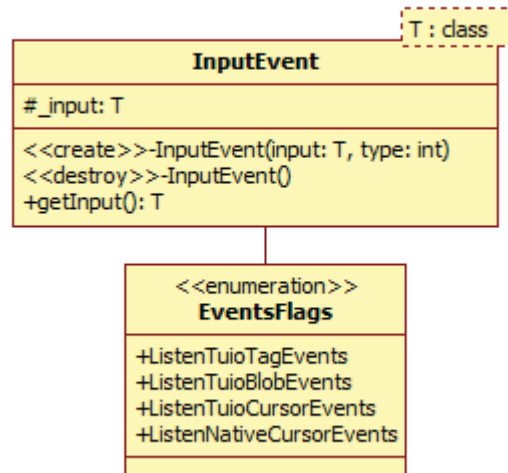 T : class
InputEvent
#_input: T
<<create>>-InputEvent(input: T, type: int)
<<destroy>>-InputEvent()
+getInput(): T
<<enumeration>>
EventsFlags
+ListenTuioTagEvents
+ListenTuioBlobEvents
+ListenTuioCursorEvents
+ListenNativeCursorEvents